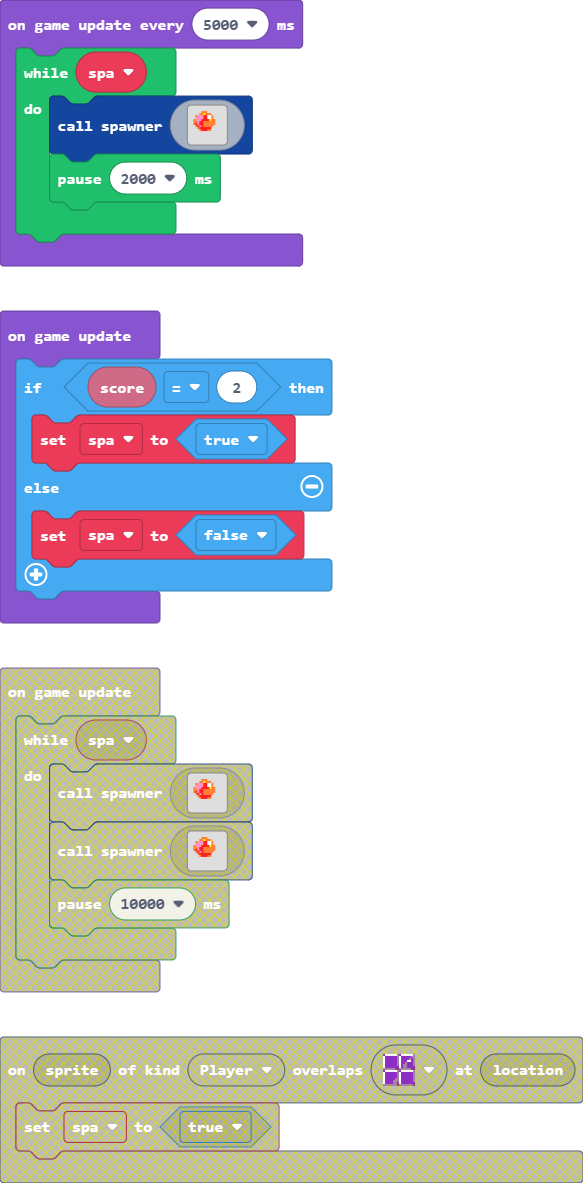 on game update every 5000 ms
while spa
do
call spawner
pause 2000 ms
on game update
if score = 2 then
set spa to true
else
set spa to false
on game update
while spa
do
call spawner
call spawner
pause 10000 ms
on sprite of kind Player overlaps at location
set spa to true